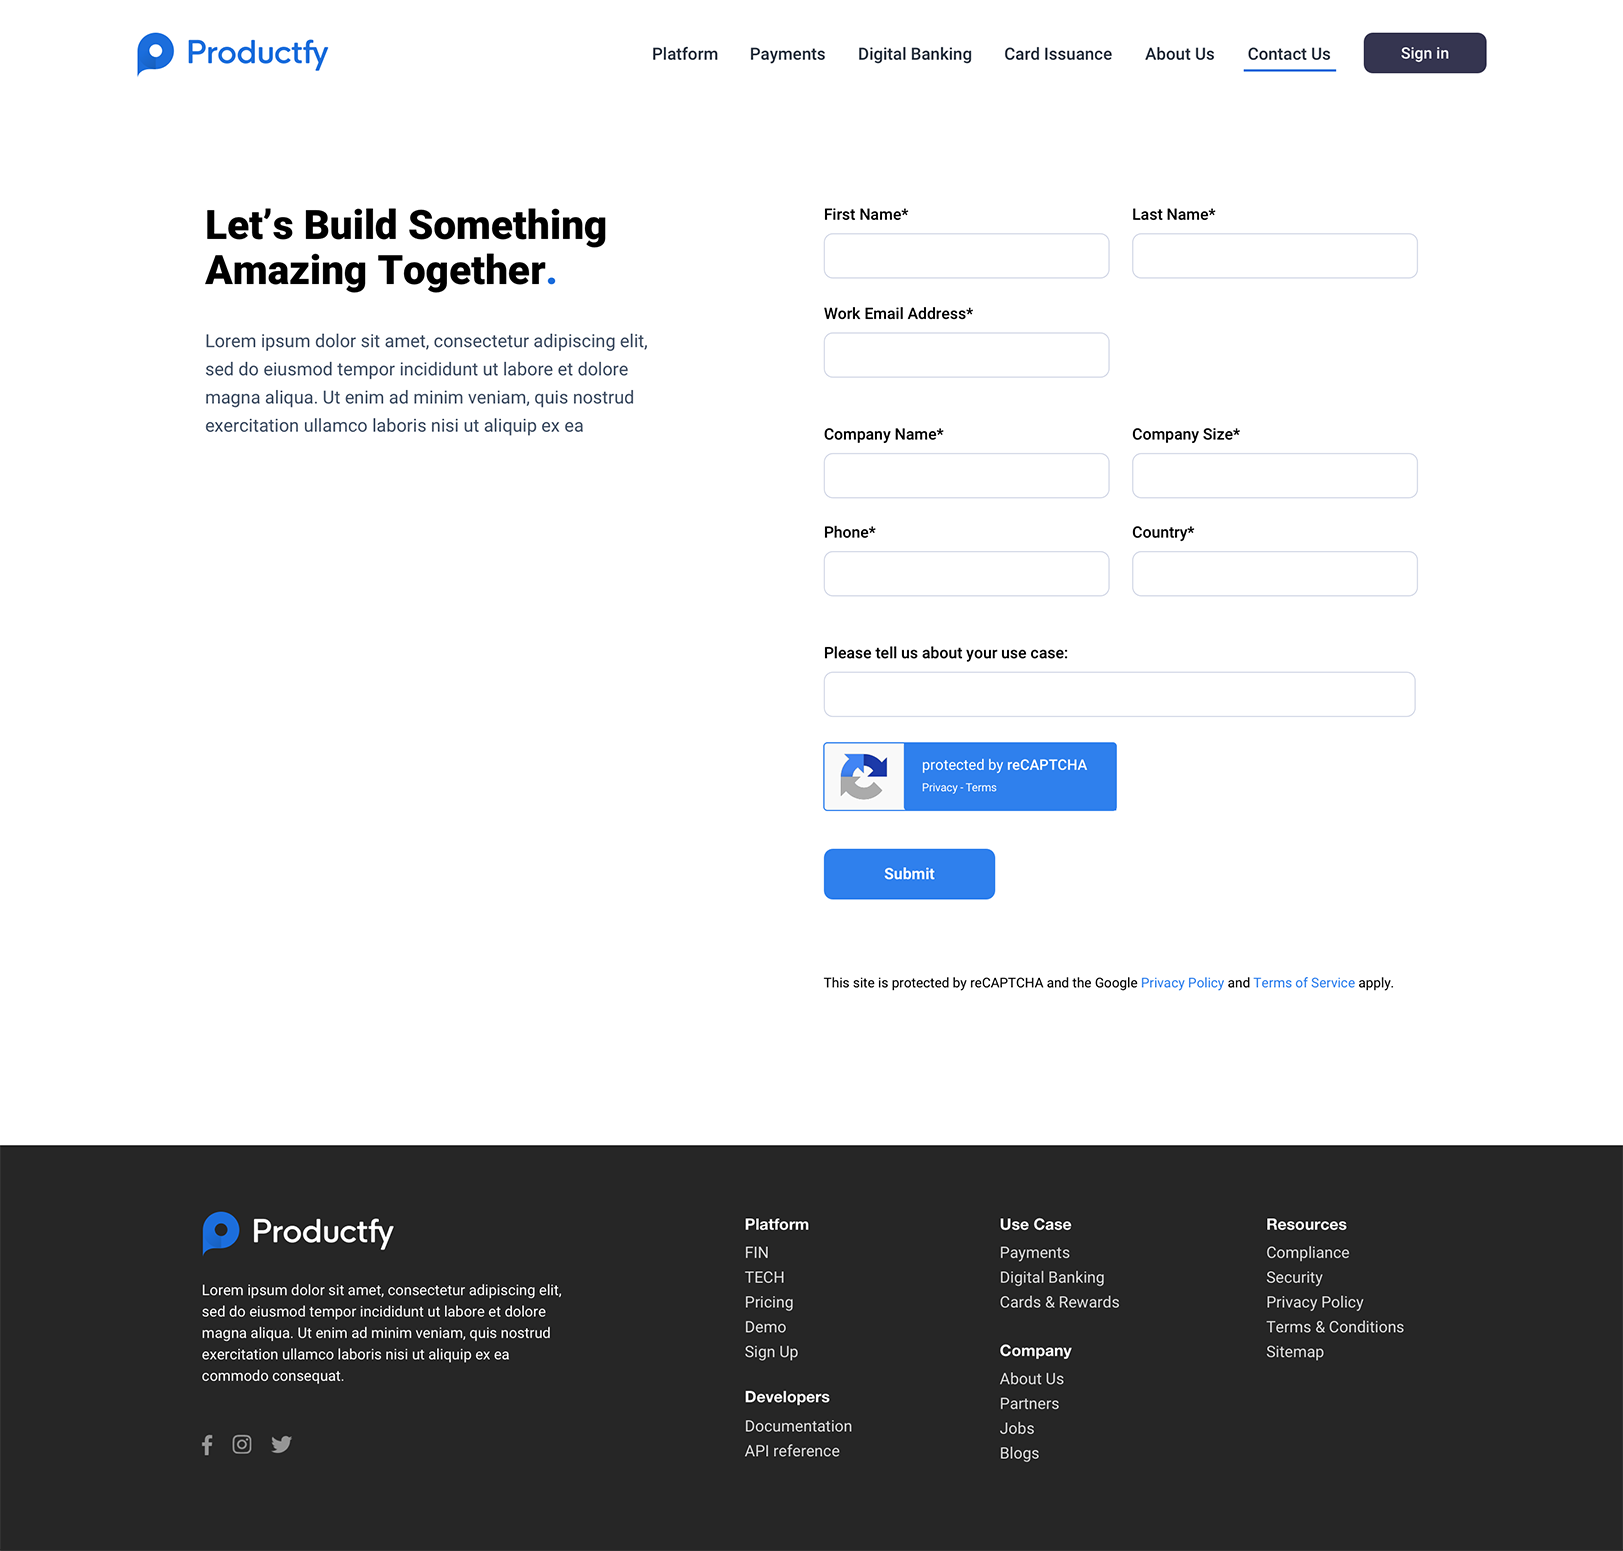 Productfy
Platform
Payments
Digital Banking
Card Issuance
About Us
Contact Us
Sign in
Let’s Build Something
Amazing Together.
Lorem ipsum dolor sit amet, consectetur adipiscing elit,
sed do eiusmod tempor incididunt ut labore et dolore
magna aliqua. Ut enim ad minim veniam, quis nostrud
exercitation ullamco laboris nisi ut aliquip ex ea
First Name*
Last Name*
Work Email Address*
Company Name*
Company Size*
Phone*
Country*
Please tell us about your use case:
protected by reCAPTCHA
Privacy - Terms
Submit
This site is protected by reCAPTCHA and the Google Privacy Policy and Terms of Service apply.
Productfy
Lorem ipsum dolor sit amet, consectetur adipiscing elit,
sed do eiusmod tempor incididunt ut labore et dolore
magna aliqua. Ut enim ad minim veniam, quis nostrud
exercitation ullamco laboris nisi ut aliquip ex ea
commodo consequat.
Platform
FIN
TECH
Pricing
Demo
Sign Up
Developers
Documentation
API reference
Use Case
Payments
Digital Banking
Cards & Rewards
Company
About Us
Partners
Jobs
Blogs
Resources
Compliance
Security
Privacy Policy
Terms & Conditions
Sitemap